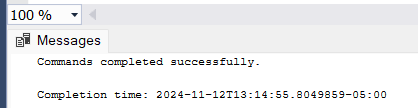 100 %
Messages
Commands completed successfully.
Completion time: 2024-11-12T13:14:55.8049859-05:00